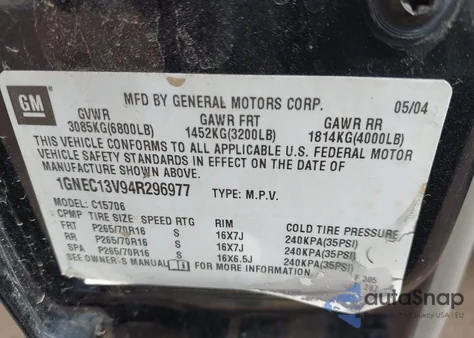 GM
MFD BY GENERAL MOTORS CORP. 05/04
GVWR GAWR FRT GAWR RR
3085KG(6800LB) 1452KG(3200LB) 1814KG(4000LB)
THIS VEHICLE CONFORMS TO ALL APPLICABLE U.S. FEDERAL MOTOR
VEHICLE SAFETY STANDARDS IN EFFECT ON THE DATE OF MANUFACTURE
SHOWN ABOVE.
1GNEC13V94R296977 TYPE: M.P.V.
MODEL: C15706
CPMP TIRE SIZE SPEED RTG RIM COLD TIRE PRESSURE
FRT P265/70R16 S 16X7J 240KPA(35PSI)
RR P265/70R16 S 16X7J 240KPA(35PSI)
SPA P265/70R16 S 16X6.5J 240KPA(35PSI)
SEE OWNER'S MANUAL FOR MORE INFORMATION.
autoSnap